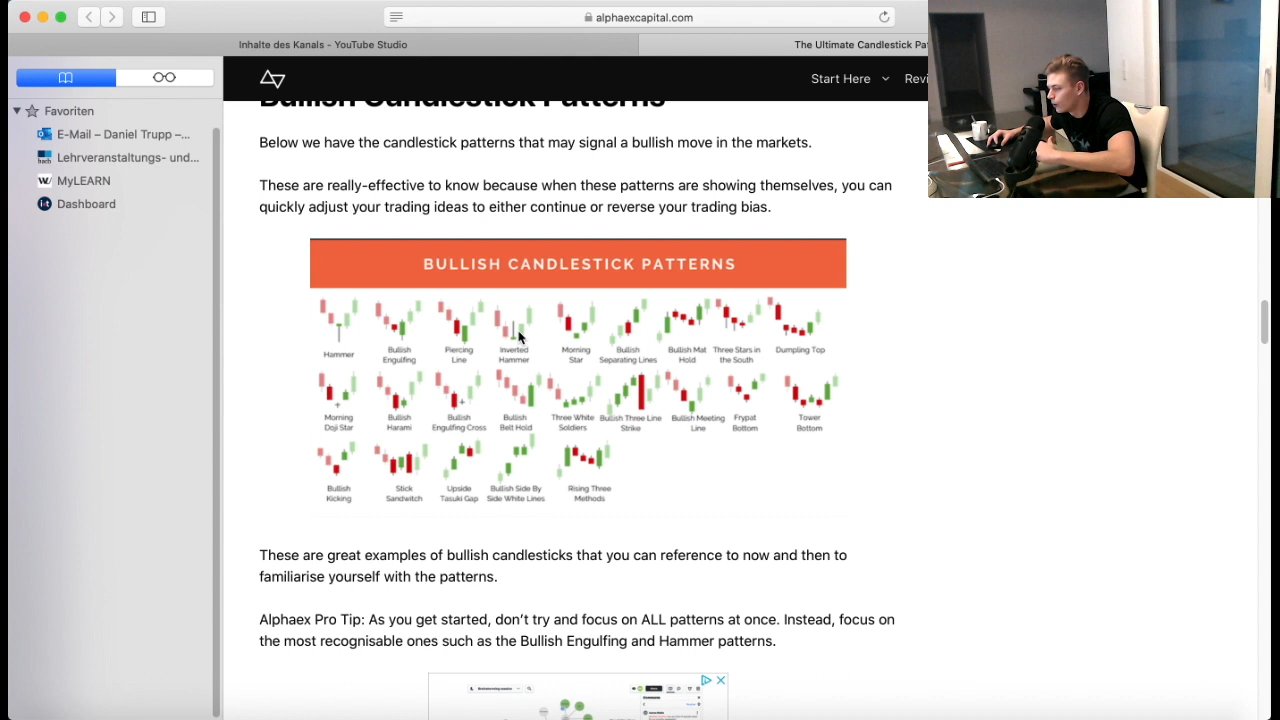 alphaexcapital.com
Inhalte des Kanals – YouTube Studio
The Ultimate Candlestick Pat
Start Here
Revi
Favoriten
E-Mail – Daniel Trupp –...
Lehrveranstaltungs- und...
MyLEARN
Dashboard
Bullish Candlestick Patterns
Below we have the candlestick patterns that may signal a bullish move in the markets.
These are really-effective to know because when these patterns are showing themselves, you can
quickly adjust your trading ideas to either continue or reverse your trading bias.
BULLISH CANDLESTICK PATTERNS
Hammer
Bullish
Engulfing
Piercing
Line
Inverted
Hammer
Morning
Star
Bullish
Separating Lines
Bullish Mat
Hold
Three Stars in
the South
Dumpling Top
Morning
Doji Star
Bullish
Harami
Bullish
Engulfing Cross
Bullish
Belt Hold
Three White
Soldiers
Bullish Three Line
Strike
Bullish Meeting
Line
Frypat
Bottom
Tower
Bottom
Bullish
Kicking
Stick
Sandwitch
Upside
Tasuki Gap
Bullish Side By
Side White Lines
Rising Three
Methods
These are great examples of bullish candlesticks that you can reference to now and then to
familiarise yourself with the patterns.
Alphaex Pro Tip: As you get started, don’t try and focus on ALL patterns at once. Instead, focus on
the most recognisable ones such as the Bullish Engulfing and Hammer patterns.